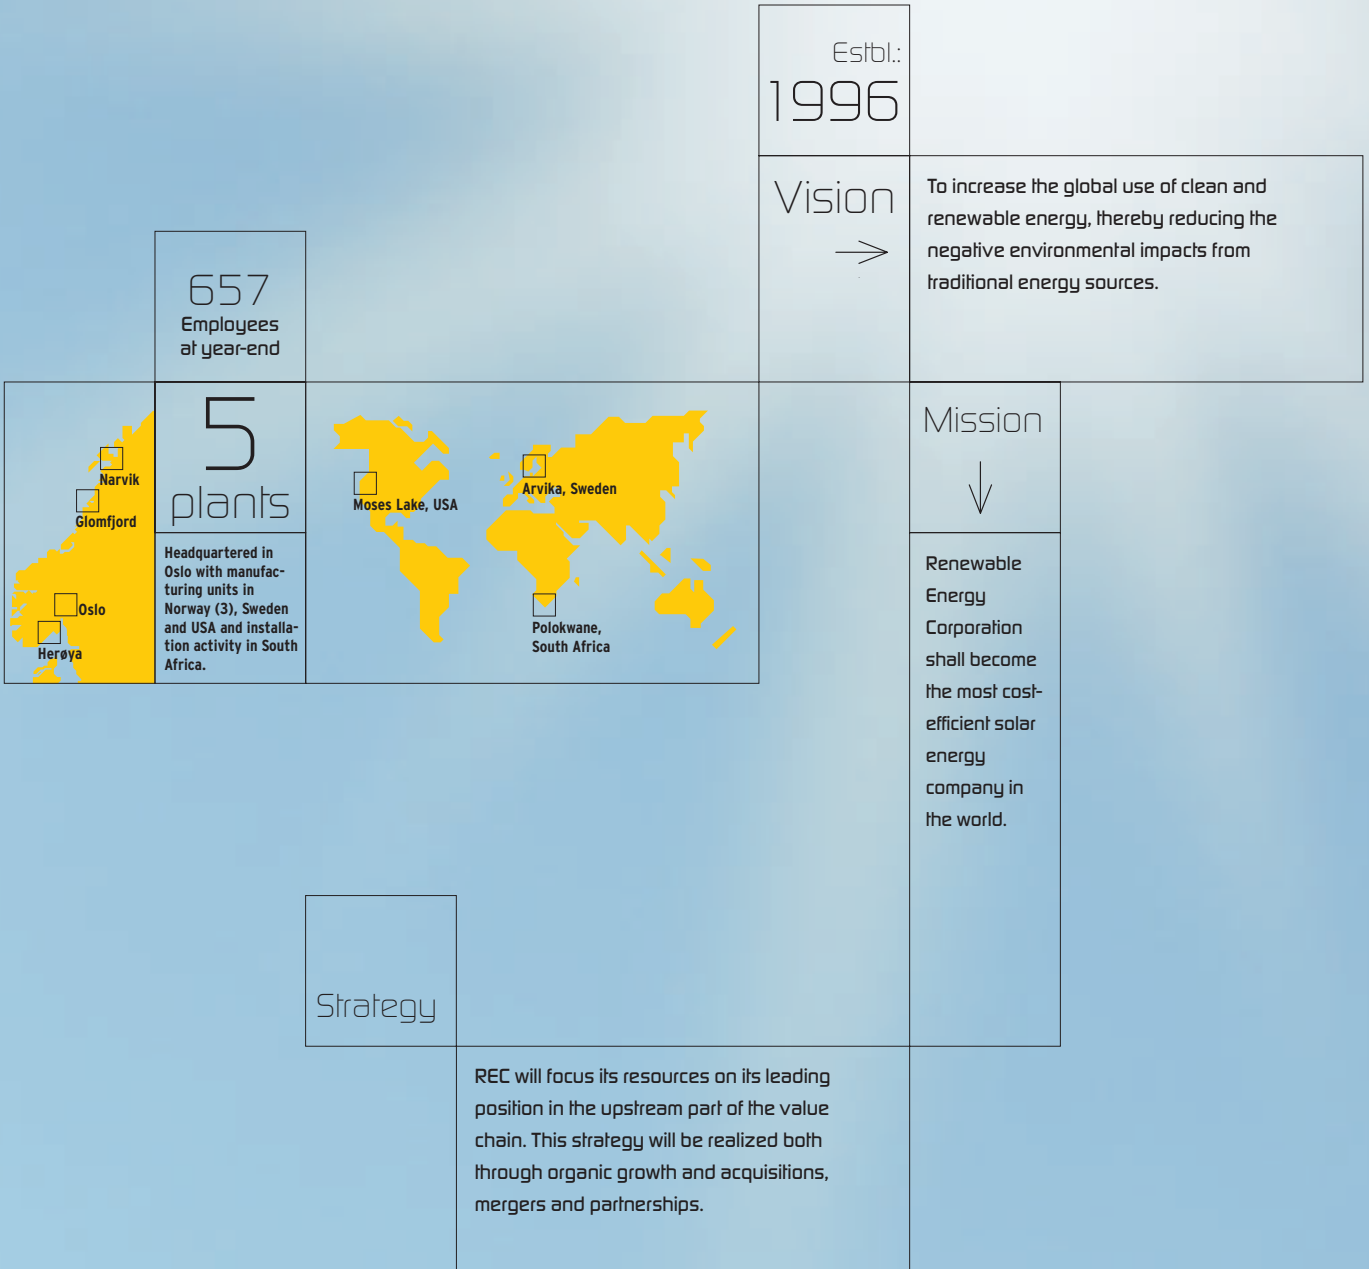 Estbl.:
1996
Vision
To increase the global use of clean and
renewable energy, thereby reducing the
negative environmental impacts from
traditional energy sources.
657
Employees
at year-end
5
plants
Headquartered in
Oslo with manufac-
turing units in
Norway (3), Sweden
and USA and installa-
tion activity in South
Africa.
Narvik
Glomfjord
Oslo
Herøya
Moses Lake, USA
Arvika, Sweden
Polokwane,
South Africa
Mission
Renewable
Energy
Corporation
shall become
the most cost-
efficient solar
energy
company in
the world.
Strategy
REC will focus its resources on its leading
position in the upstream part of the value
chain. This strategy will be realized both
through organic growth and acquisitions,
mergers and partnerships.